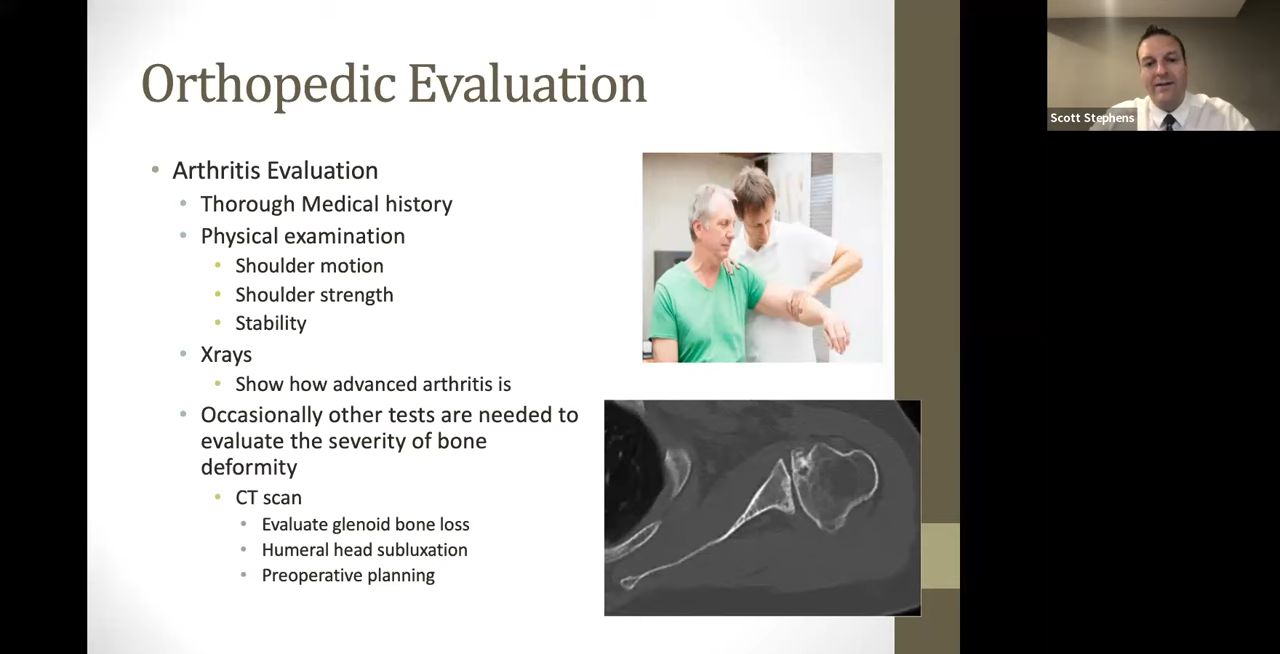 Orthopedic Evaluation
• Arthritis Evaluation
• Thorough Medical history
• Physical examination
• Shoulder motion
• Shoulder strength
• Stability
• Xrays
• Show how advanced arthritis is
• Occasionally other tests are needed to
evaluate the severity of bone
deformity
• CT scan
• Evaluate glenoid bone loss
• Humeral head subluxation
• Preoperative planning
Scott Stephens